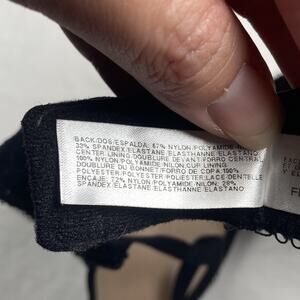 BACK/DOS/ESPALDA: 67% NYLON/POLYAMIDE/NILON:
33% SPANDEX/ELASTANE/ELASTHANNE/ELASTANO
CENTER LINING/DOUBLURE DEVANT/FORRO CENTRAL
100% NYLON/POLYAMIDE/NILON:CUP LINING
DOUBLURE DU BONNET/FORRO DE COPA:100%
POLYESTER/POLYESTER/POLIESTER LACE/DENTELLE
ENCAJE: 72% NYLON/POLYAMIDE/NILON: 28%
SPANDEX/ELASTANE/ELASTHANNE/ELASTANO